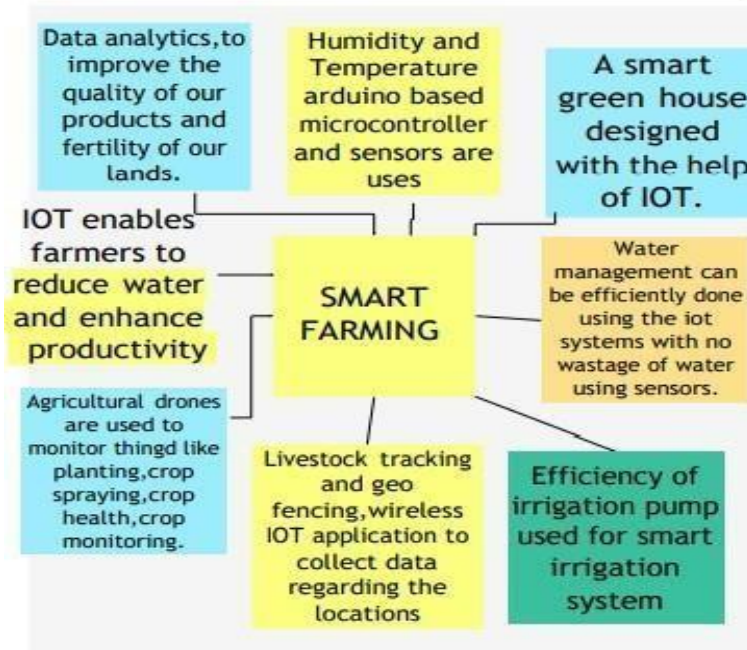 Data analytics,to
improve the
quality of our
products and
fertility of our
lands.
Humidity and
Temperature
arduino based
microcontroller
and sensors are
uses
A smart
green house
designed
with the help
of IOT.
IOT enables
farmers to
reduce water
and enhance
productivity
SMART
FARMING
Water
management can
be efficiently done
using the iot
systems with no
wastage of water
using sensors.
Agricultural drones
are used to
monitor thingd like
planting,crop
spraying,crop
health,crop
monitoring.
Livestock tracking
and geo
fencing,wireless
IOT application to
collect data
regarding the
locations
Efficiency of
irrigation pump
used for smart
irrigation
system